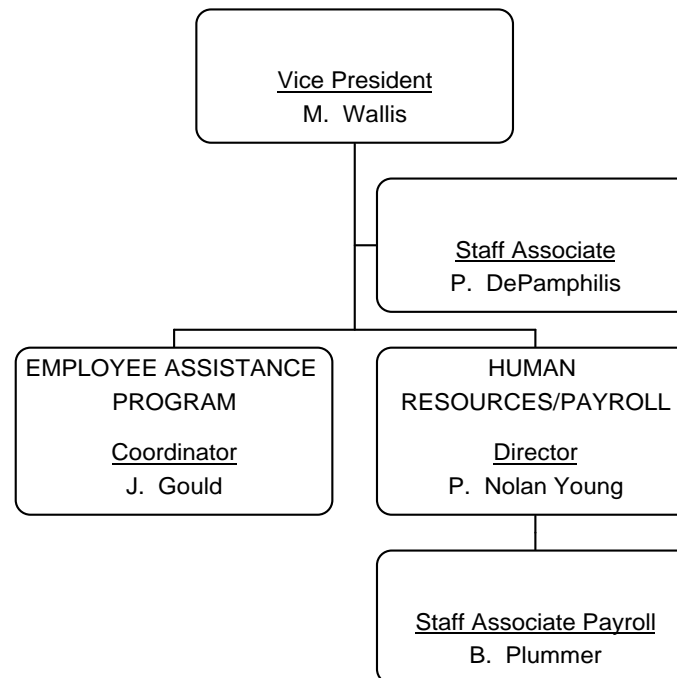 Vice President
M. Wallis
Staff Associate
P. DePamphilis
EMPLOYEE ASSISTANCE
PROGRAM
Coordinator
J. Gould
HUMAN
RESOURCES/PAYROLL
Director
P. Nolan Young
Staff Associate Payroll
B. Plummer